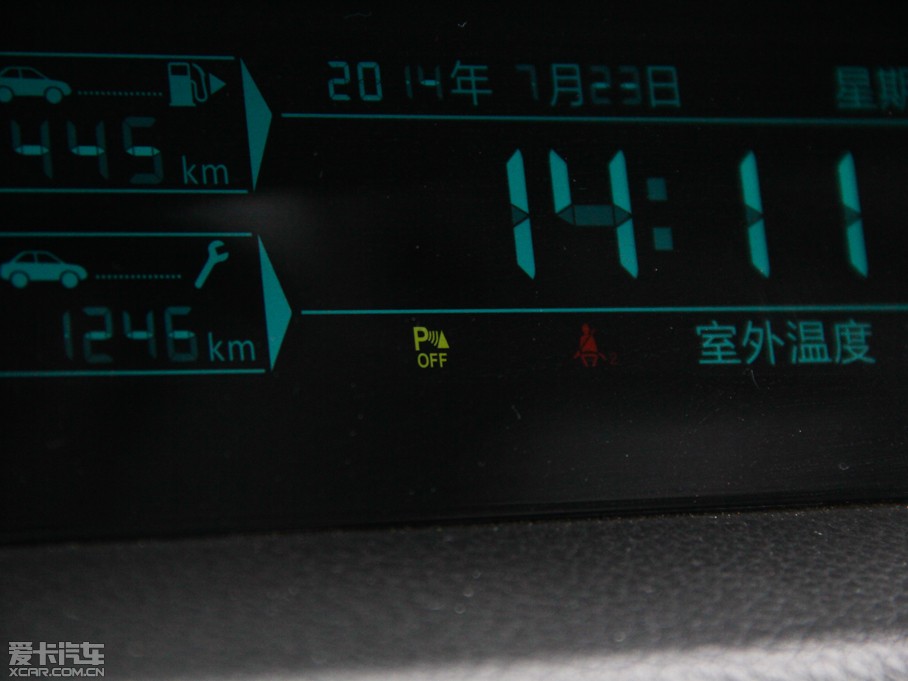 2014年 7月23日
星期
445 km
14:11
1246 km
P
OFF
2
室外温度
爱卡汽车
XCAR.COM.CN